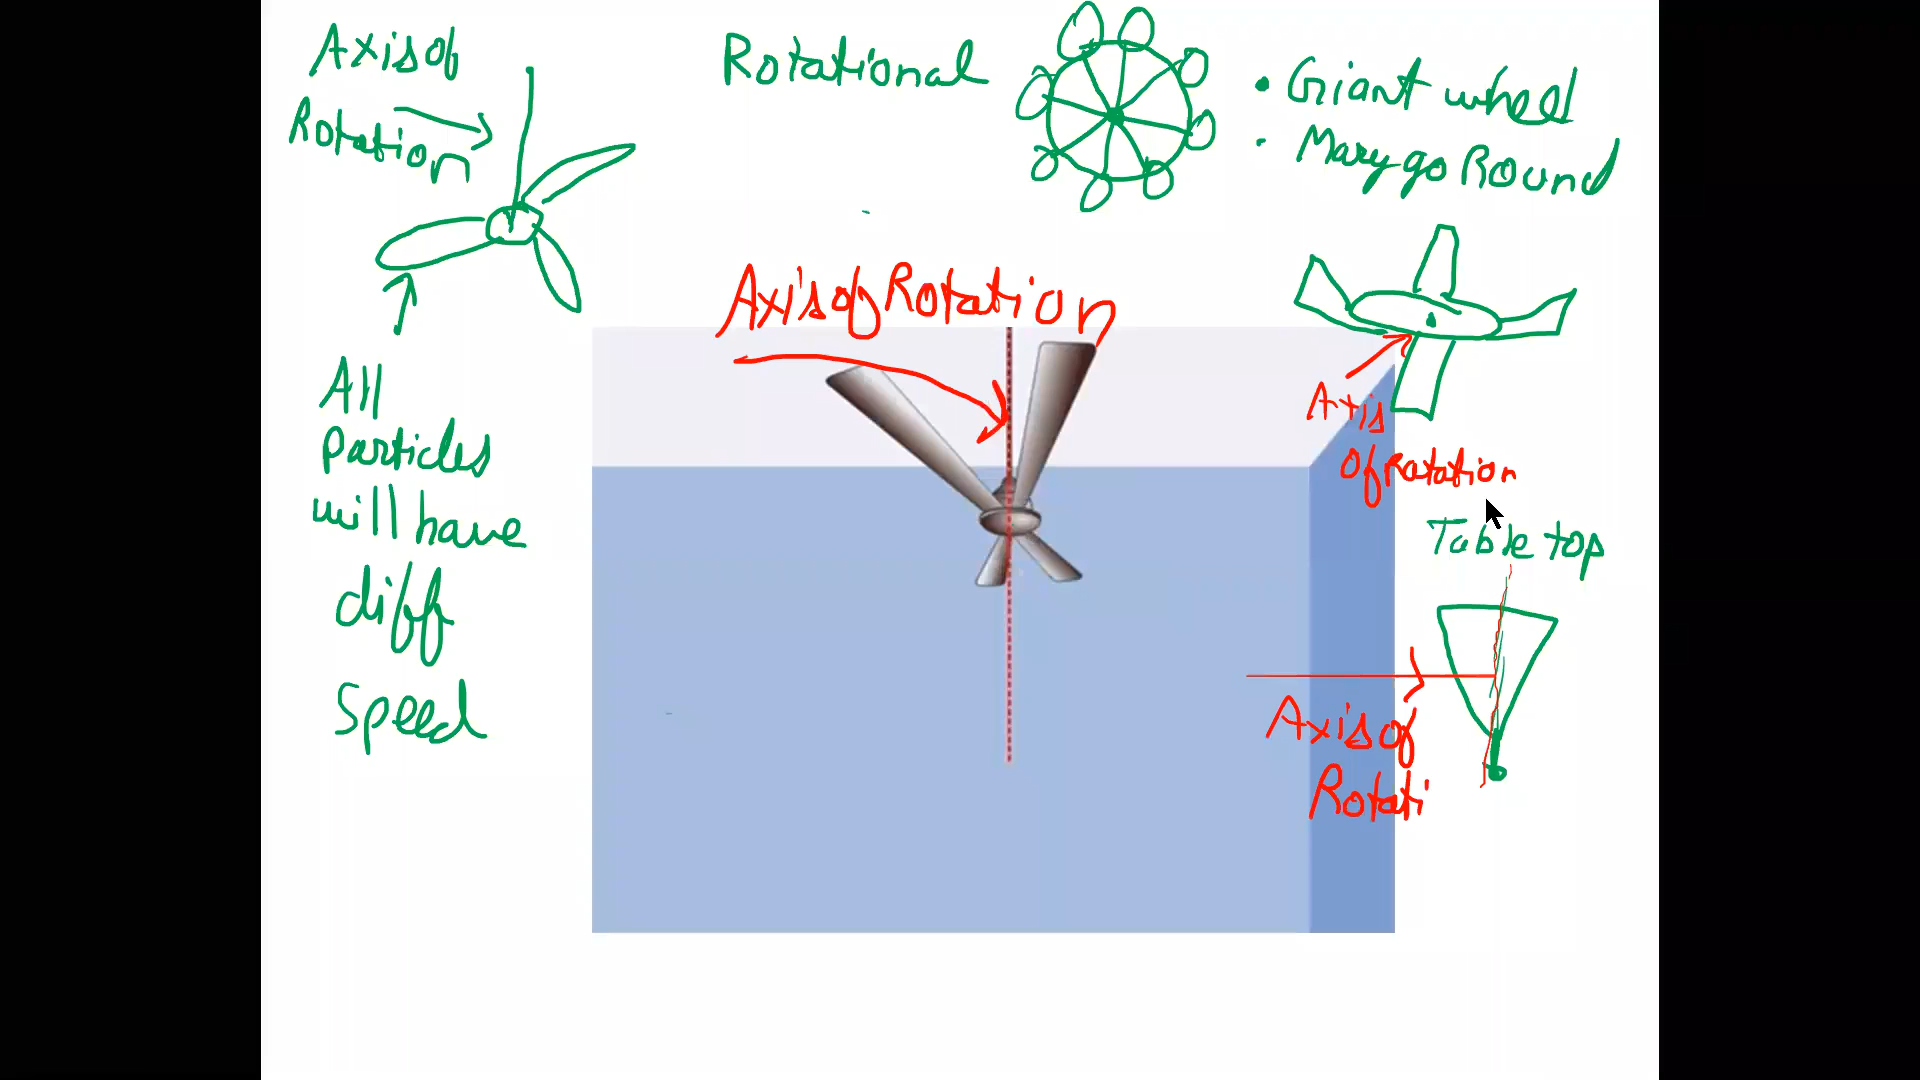 Axis of
Rotation
Rotational
• Giant wheel
• Mary go Round
Axis of Rotation
Axis
Of Rotation
All
particles
will have
diff
Speed
Table top
Axis of
Rotati